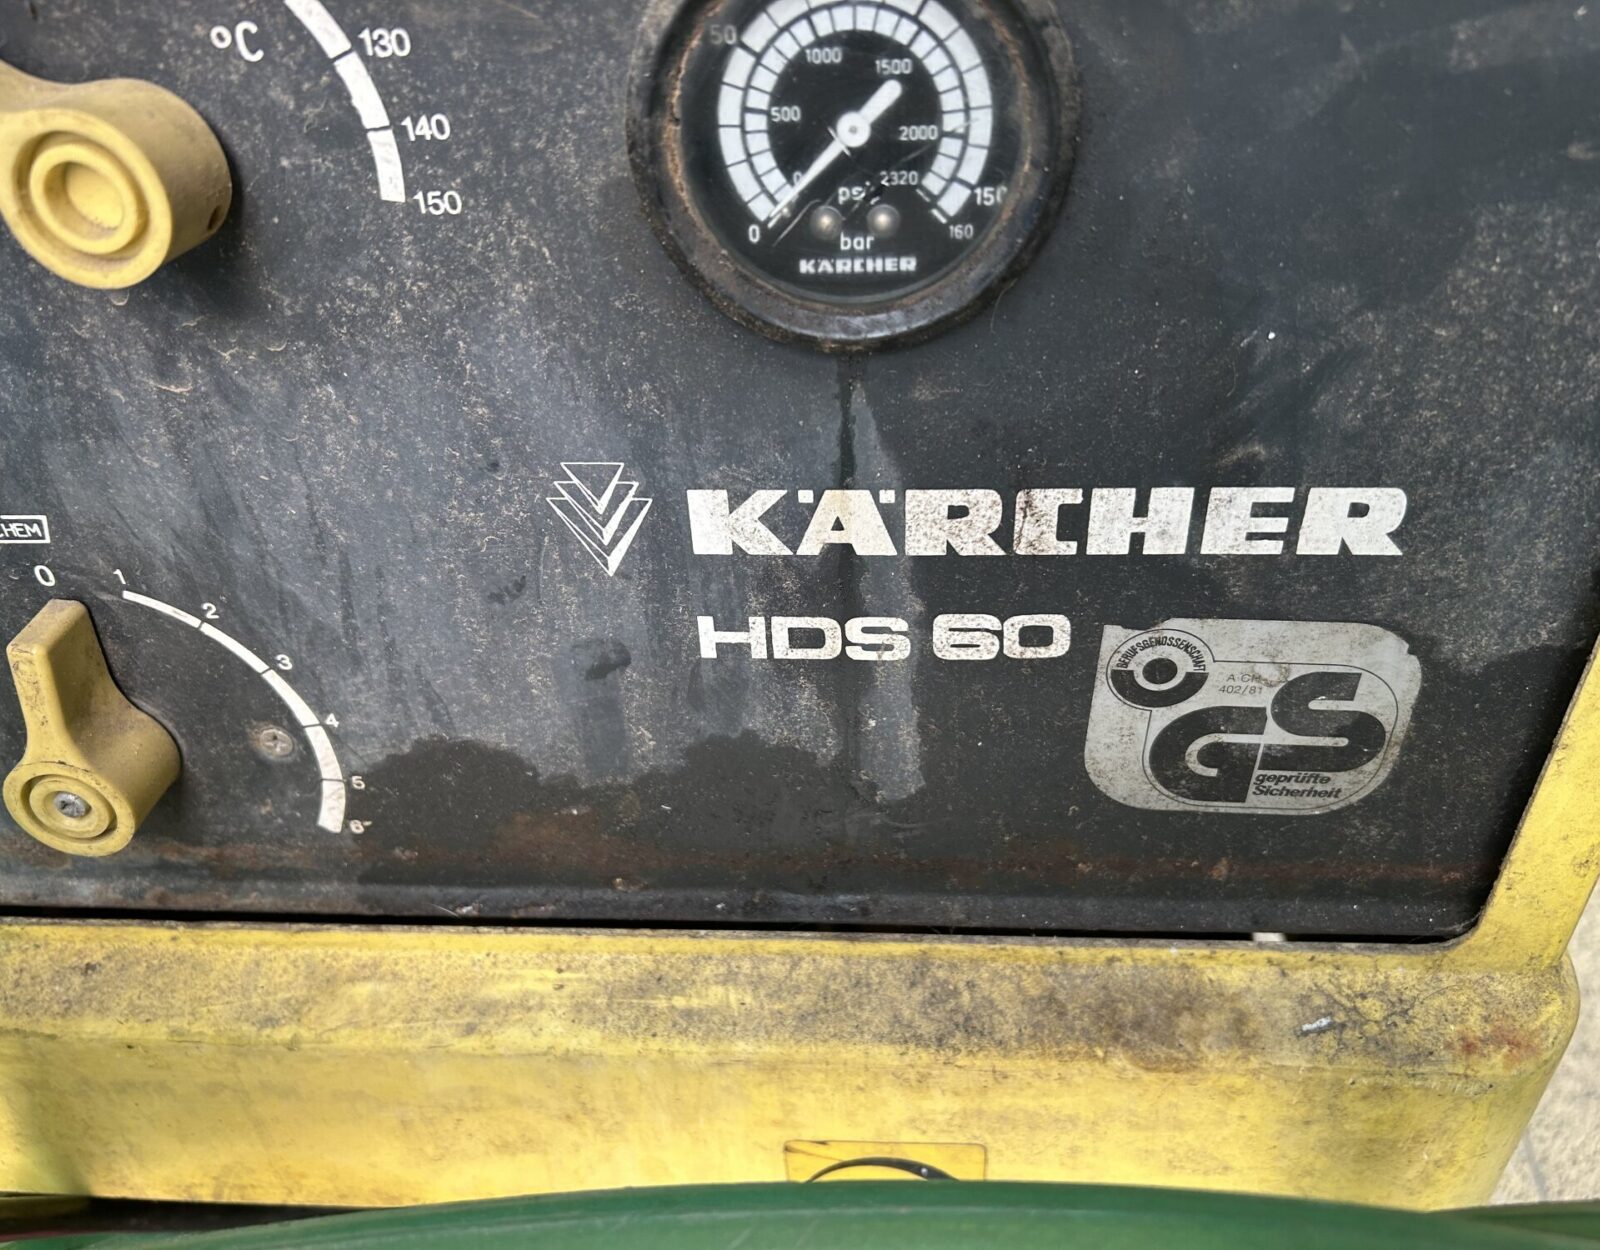 °C
130
140
150
50
1000
1500
500
2000
0
psi
2320
150
0
bar
160
KÄRCHER
KÄRCHER
HDS 60
CHEM
0
1
2
3
4
5
6
BERUFSGENOSSENSCHAFT
A CH
402/81
GS
geprüfte
Sicherheit